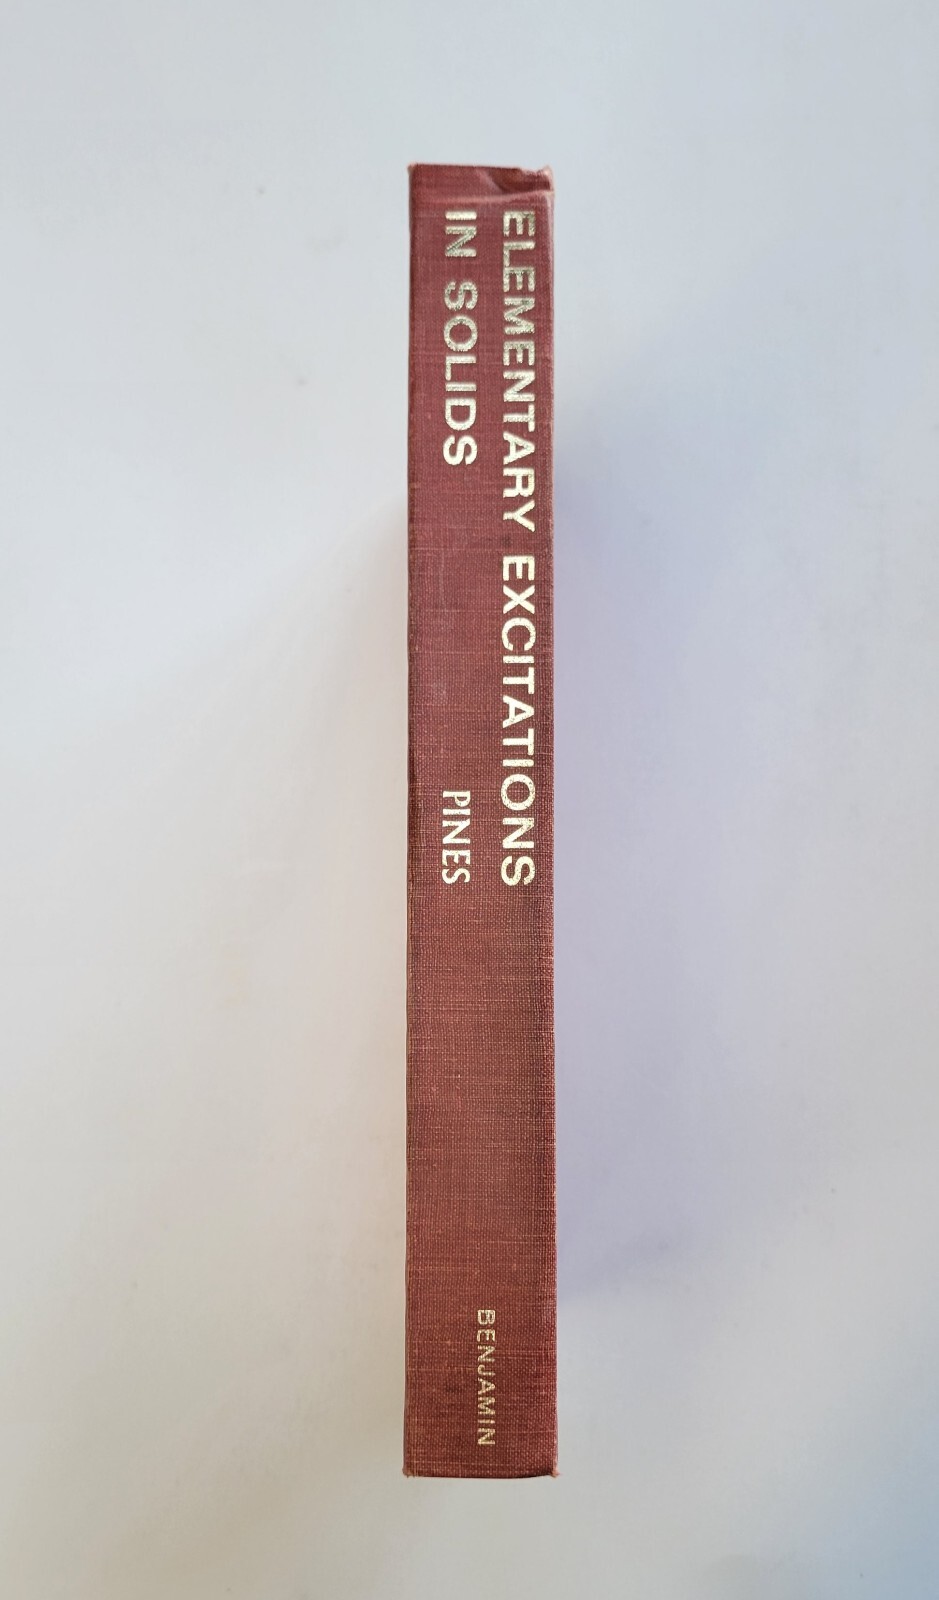 ELEMENTARY EXCITATIONS
IN SOLIDS
PINES
BENJAMIN